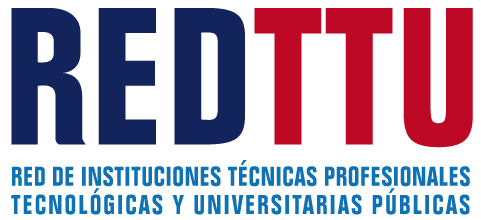 REDTTU
RED DE INSTITUCIONES TÉCNICAS PROFESIONALES
TECNOLÓGICAS Y UNIVERSITARIAS PÚBLICAS